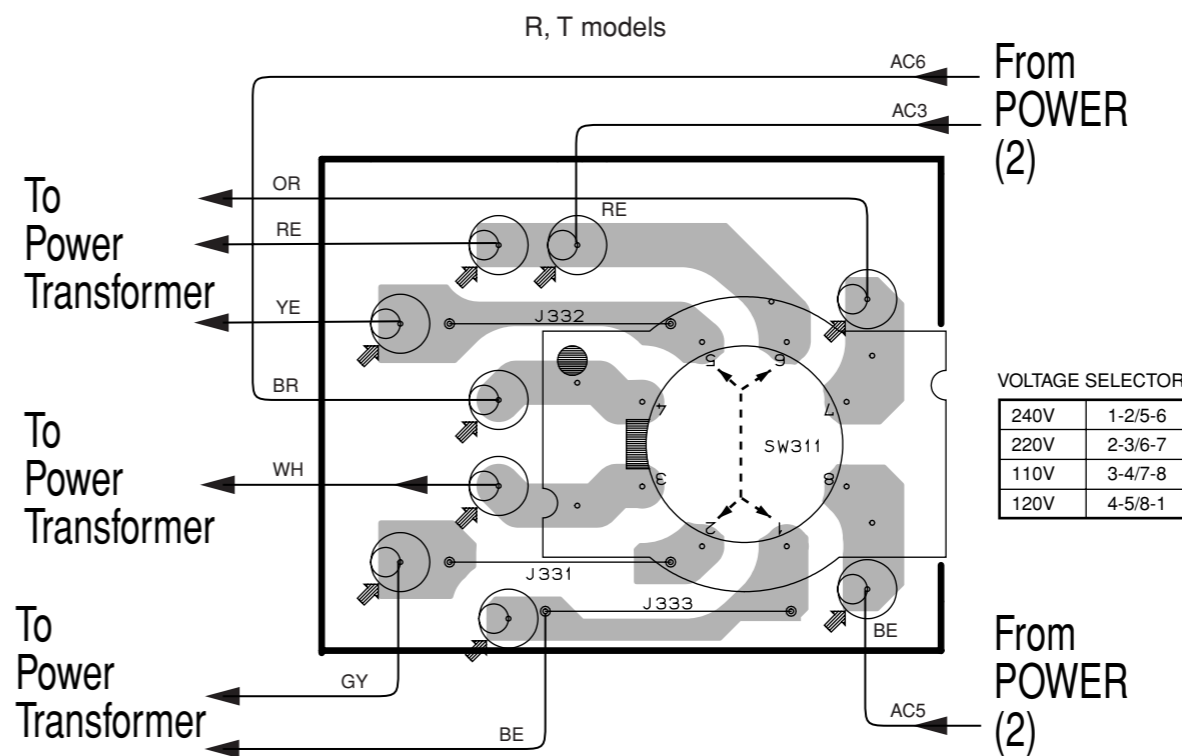 R, T models
AC6
From
POWER
(2)
AC3
To
Power
Transformer
OR
RE
RE
YE
J332
BR
5
6
4
7
SW311
3
8
2
1
VOLTAGE SELECTOR
240V 1-2/5-6
220V 2-3/6-7
110V 3-4/7-8
120V 4-5/8-1
To
Power
Transformer
WH
J331
J333
BE
To
Power
Transformer
GY
BE
From
POWER
(2)
AC5